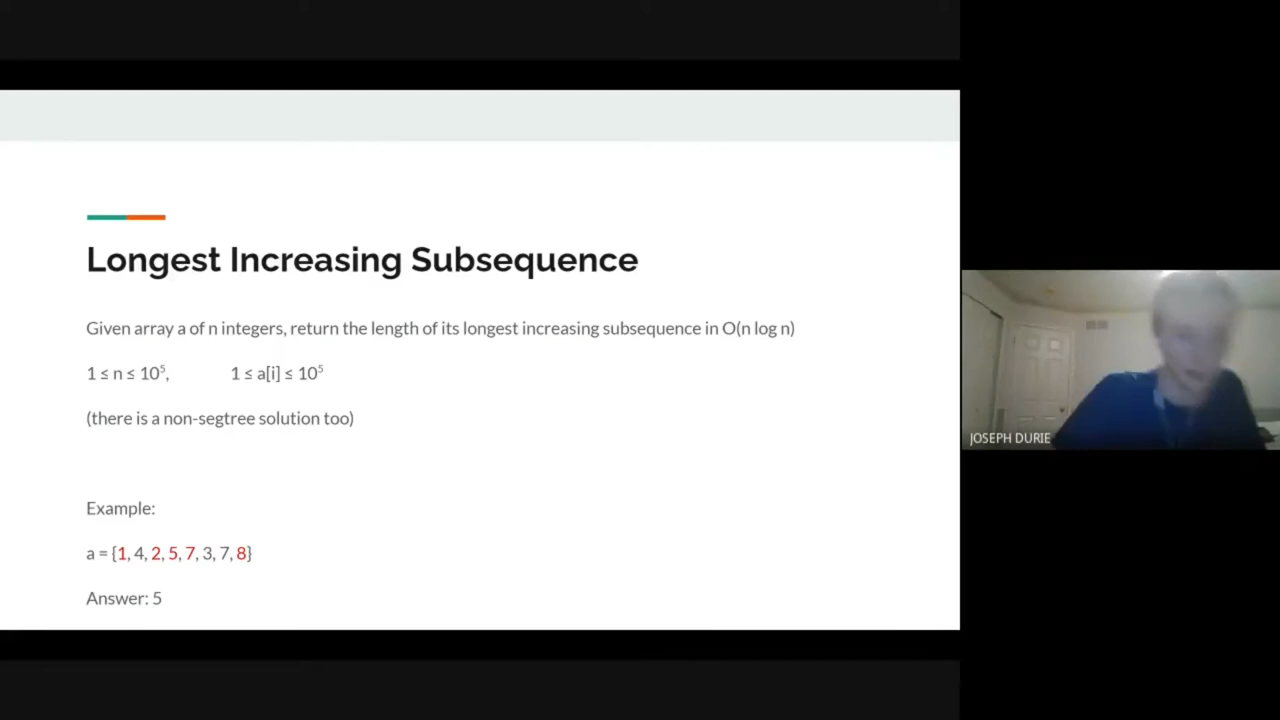 Longest Increasing Subsequence
Given array a of n integers, return the length of its longest increasing subsequence in O(n log n)
1 ≤ n ≤ 10⁵, 1 ≤ a[i] ≤ 10⁵
(there is a non-segtree solution too)
Example:
a = {1, 4, 2, 5, 7, 3, 7, 8}
Answer: 5
JOSEPH DURIE